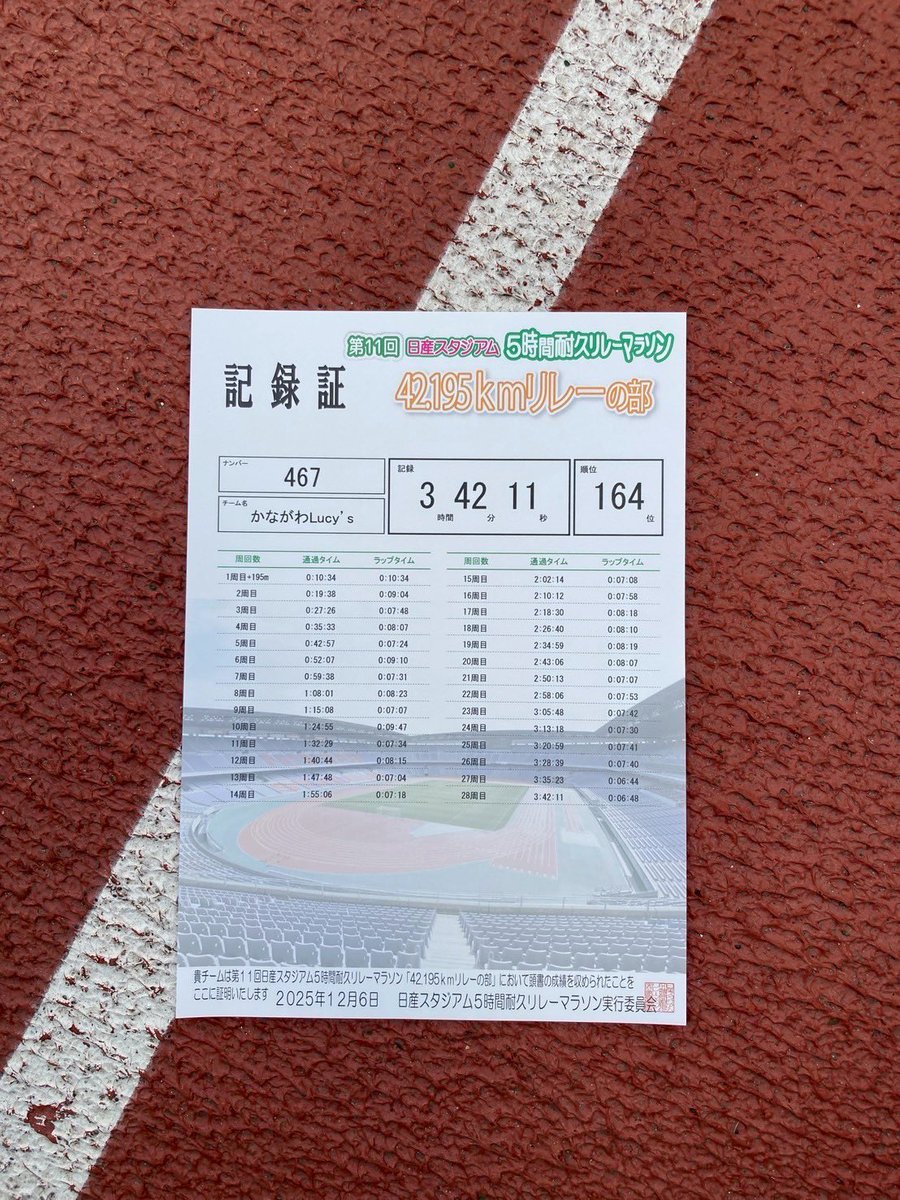 第11回 日産スタジアム 5時間耐久リレーマラソン
記録証 42.195kmリレーの部
ナンバー
467
チーム名
かながわLucy's
記録
3時間42分11秒
順位
164位
周回数 通過タイム ラップタイム
1周目+195m 0:10:34 0:10:34
2周目 0:19:38 0:09:04
3周目 0:27:26 0:07:48
4周目 0:35:33 0:08:07
5周目 0:42:57 0:07:24
6周目 0:52:07 0:09:10
7周目 0:59:38 0:07:31
8周目 1:08:01 0:08:23
9周目 1:15:08 0:07:07
10周目 1:24:55 0:09:47
11周目 1:32:29 0:07:34
12周目 1:40:44 0:08:15
13周目 1:47:48 0:07:04
14周目 1:55:06 0:07:18
周回数 通過タイム ラップタイム
15周目 2:02:14 0:07:08
16周目 2:10:12 0:07:58
17周目 2:18:30 0:08:18
18周目 2:26:40 0:08:10
19周目 2:34:59 0:08:19
20周目 2:43:06 0:08:07
21周目 2:50:13 0:07:07
22周目 2:58:06 0:07:53
23周目 3:05:48 0:07:42
24周目 3:13:18 0:07:30
25周目 3:20:59 0:07:41
26周目 3:28:39 0:07:40
27周目 3:35:23 0:06:44
28周目 3:42:11 0:06:48
貴チームは第11回日産スタジアム5時間耐久リレーマラソン「42.195kmリレーの部」において頭書の成績を収められたことを
ここに証明いたします 2025年12月6日 日産スタジアム5時間耐久リレーマラソン実行委員会